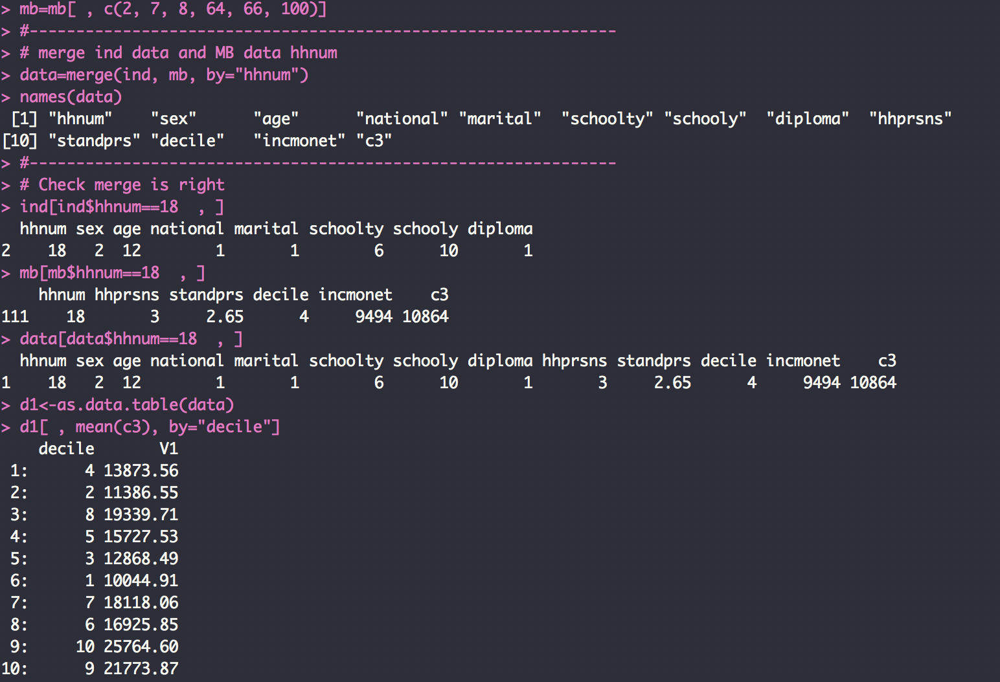 > mb=mb[ , c(2, 7, 8, 64, 66, 100)]
> #---------------------------------------------------------------
> # merge ind data and MB data hhnum
> data=merge(ind, mb, by="hhnum")
> names(data)
 [1] "hhnum"    "sex"      "age"      "national" "marital"  "schoolty" "schooly"  "diploma"  "hhprsns"
[10] "standprs" "decile"   "incmonet" "c3"
> #---------------------------------------------------------------
> # Check merge is right
> ind[ind$hhnum==18  , ]
  hhnum sex age national marital schoolty schooly diploma
2    18   2  12        1       1        6      10       1
> mb[mb$hhnum==18  , ]
    hhnum hhprsns standprs decile incmonet    c3
111    18       3     2.65      4     9494 10864
> data[data$hhnum==18  , ]
  hhnum sex age national marital schoolty schooly diploma hhprsns standprs decile incmonet    c3
1    18   2  12        1       1        6      10       1       3     2.65      4     9494 10864
> d1<-as.data.table(data)
> d1[ , mean(c3), by="decile"]
    decile       V1
 1:      4 13873.56
 2:      2 11386.55
 3:      8 19339.71
 4:      5 15727.53
 5:      3 12868.49
 6:      1 10044.91
 7:      7 18118.06
 8:      6 16925.85
 9:     10 25764.60
10:      9 21773.87